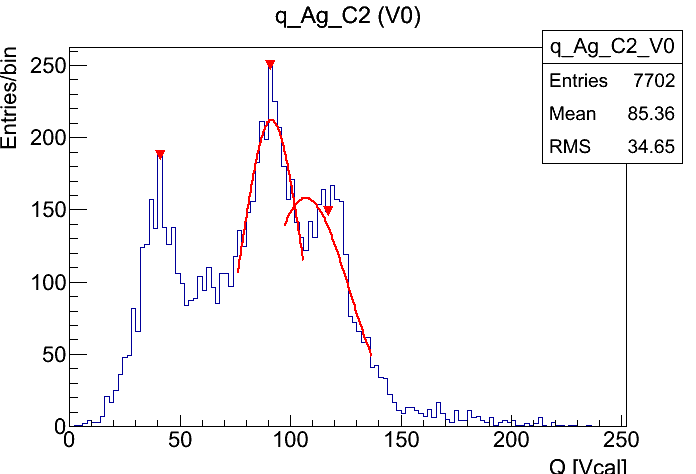 q_Ag_C2 (V0)
q_Ag_C2_V0
Entries 7702
Mean 85.36
RMS 34.65
Entries/bin
250
200
150
100
50
0
0 50 100 150 200 250
Q [Vcal]